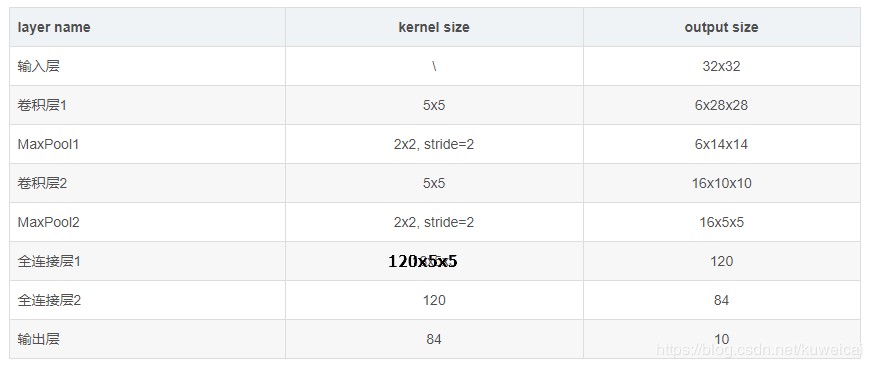 layer name kernel size output size
输入层 \ 32x32
卷积层1 5x5 6x28x28
MaxPool1 2x2, stride=2 6x14x14
卷积层2 5x5 16x10x10
MaxPool2 2x2, stride=2 16x5x5
全连接层1 120x5x5 120
全连接层2 120 84
输出层 84 10
https://blog.csdn.net/kuweicai